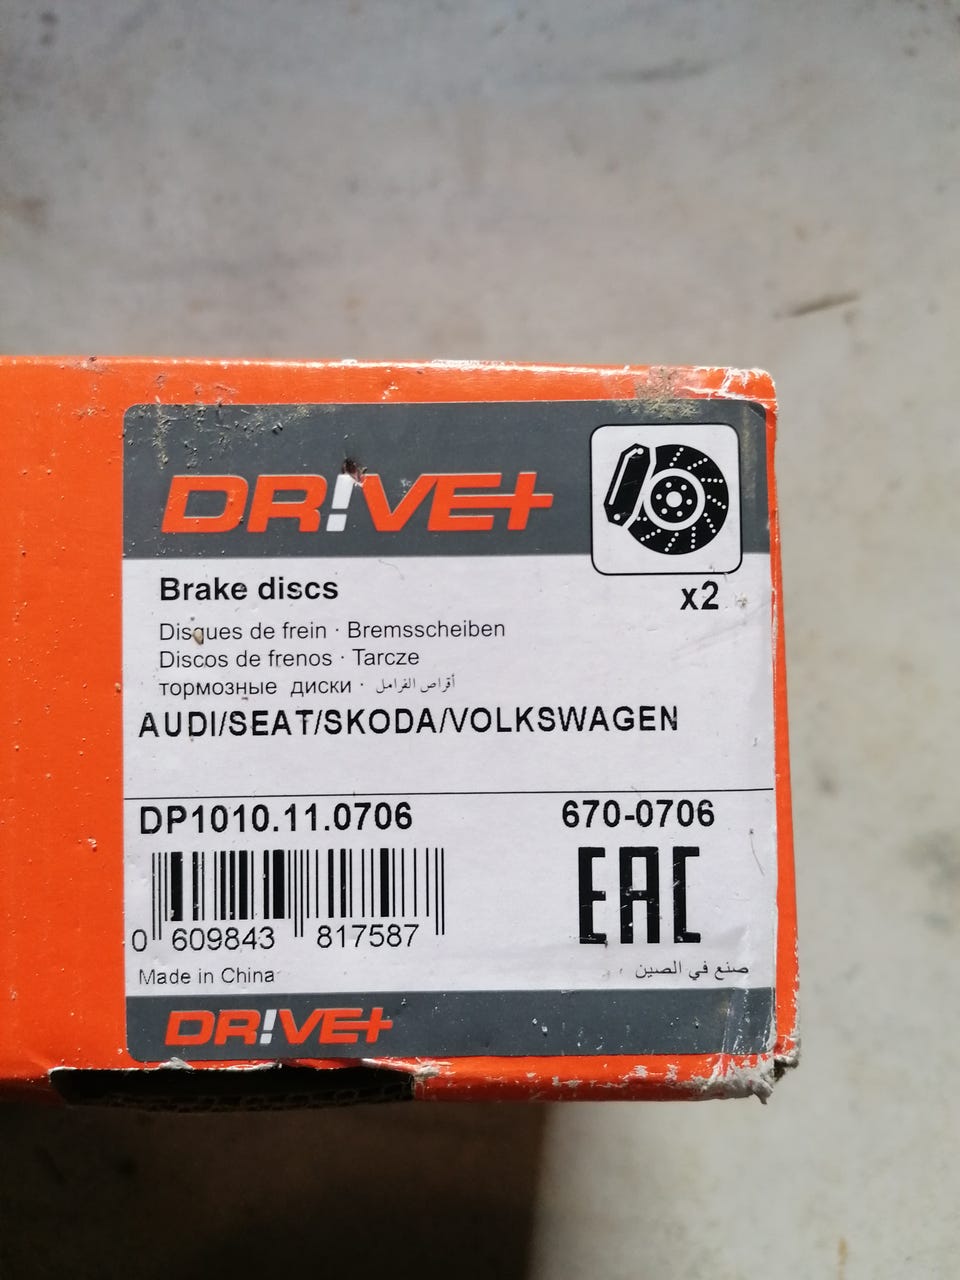 DR!VE+
x2
Brake discs
Disques de frein · Bremsscheiben
Discos de frenos · Tarcze
тормозные диски · أقراص الفرامل
AUDI/SEAT/SKODA/VOLKSWAGEN
DP1010.11.0706 670-0706
EAC
0 609843 817587
Made in China صنع في الصين
DR!VE+